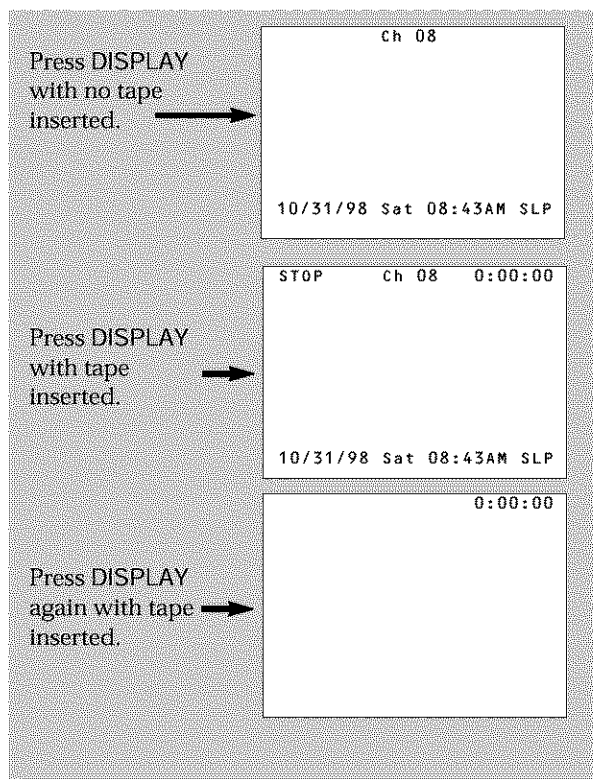 Press DISPLAY
with no tape
inserted.
Ch 08
10/31/98 Sat 08:43AM SLP
Press DISPLAY
with tape
inserted.
STOP Ch 08 0:00:00
10/31/98 Sat 08:43AM SLP
Press DISPLAY
again with tape
inserted.
0:00:00